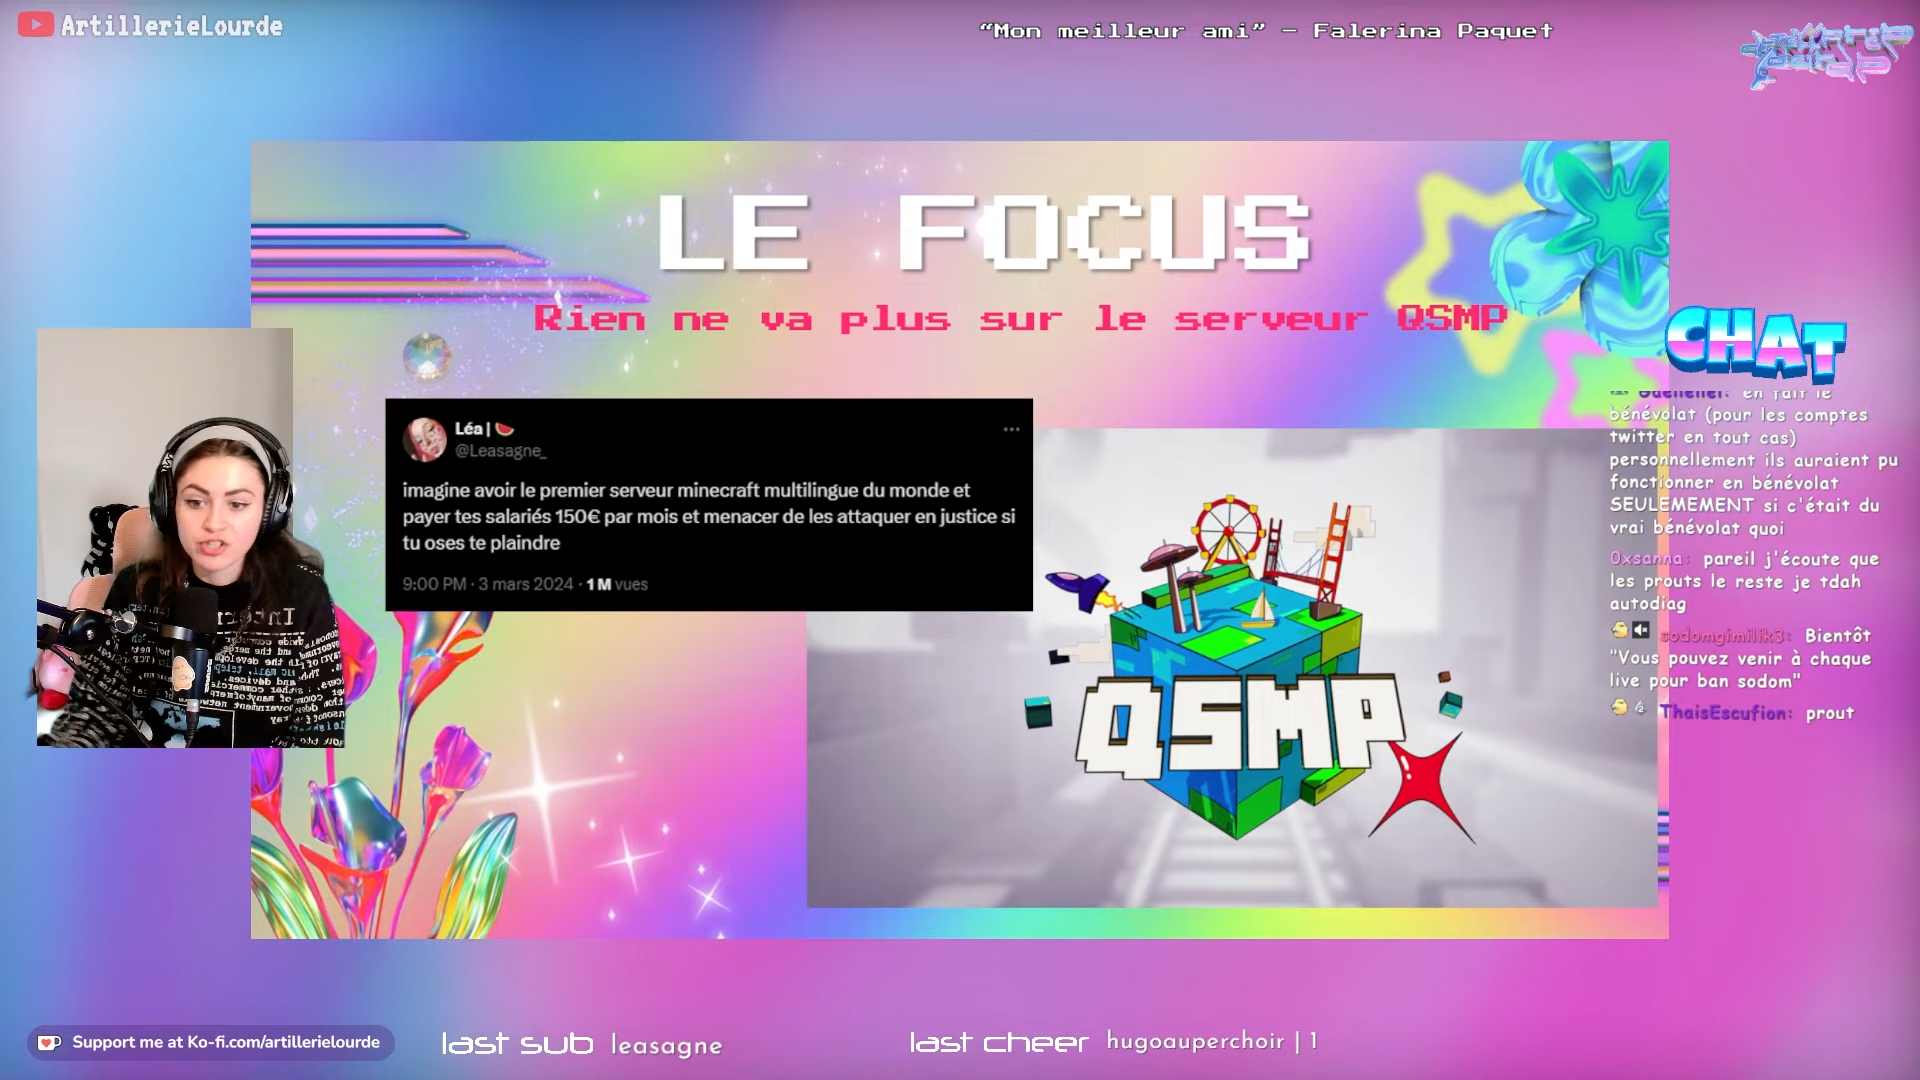 ArtillerieLourde
“Mon meilleur ami” - Falerina Paquet
LE FOCUS
Rien ne va plus sur le serveur QSMP
Léa | 🍉
@Leasagne_
imagine avoir le premier serveur minecraft multilingue du monde et
payer tes salariés 150€ par mois et menacer de les attaquer en justice si
tu oses te plaindre
9:00 PM · 3 mars 2024 · 1 M vues
QSMP
CHAT
en fait le
bénévolat (pour les comptes
twitter en tout cas)
personnellement ils auraient pu
fonctionner en bénévolat
SEULEMEMENT si c'était du
vrai bénévolat quoi
0xsanna: pareil j'écoute que
les prouts le reste je tdah
autodiag
sodomgimilik3: Bientôt
"Vous pouvez venir à chaque
live pour ban sodom"
ThaisEscufion: prout
Support me at Ko-fi.com/artillerielourde
last sub leasagne
last cheer hugoauperchoir | 1